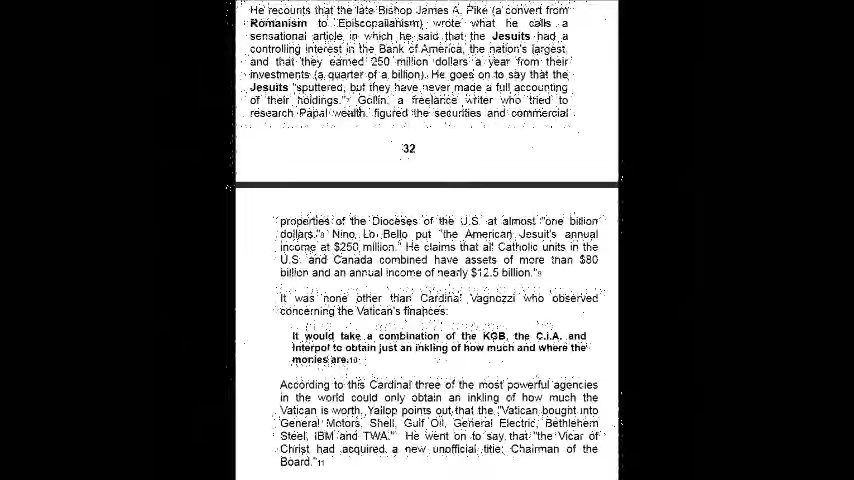 He recounts that the late Bishop James A. Pike (a convert from
Romanism to Episcopalianism) wrote what he calls a
sensational article in which he said that the Jesuits had a
controlling interest in the Bank of America, the nation's largest,
and that they earned 250 million dollars a year from their
investments (a quarter of a billion). He goes on to say that the
Jesuits "sputtered, but they have never made a full accounting
of their holdings."7 Gollin, a freelance writer who tried to
research Papal wealth, figured the securities and commercial
32
properties of the Dioceses of the U.S. at almost "one billion
dollars."8 Nino Lo Bello put "the American Jesuit's annual
income at $250 million." He claims that all Catholic units in the
U.S. and Canada combined have assets of more than $80
billion and an annual income of nearly $12.5 billion."9
It was none other than Cardinal Vagnozzi who observed
concerning the Vatican's finances:
It would take a combination of the KGB, the C.I.A. and
Interpol to obtain just an inkling of how much and where the
monies are.10
According to this Cardinal three of the most powerful agencies
in the world could only obtain an inkling of how much the
Vatican is worth. Yallop points out that the "Vatican bought into
General Motors, Shell, Gulf Oil, General Electric, Bethlehem
Steel, IBM and TWA." He went on to say that "the Vicar of
Christ had acquired a new unofficial title, Chairman of the
Board."11